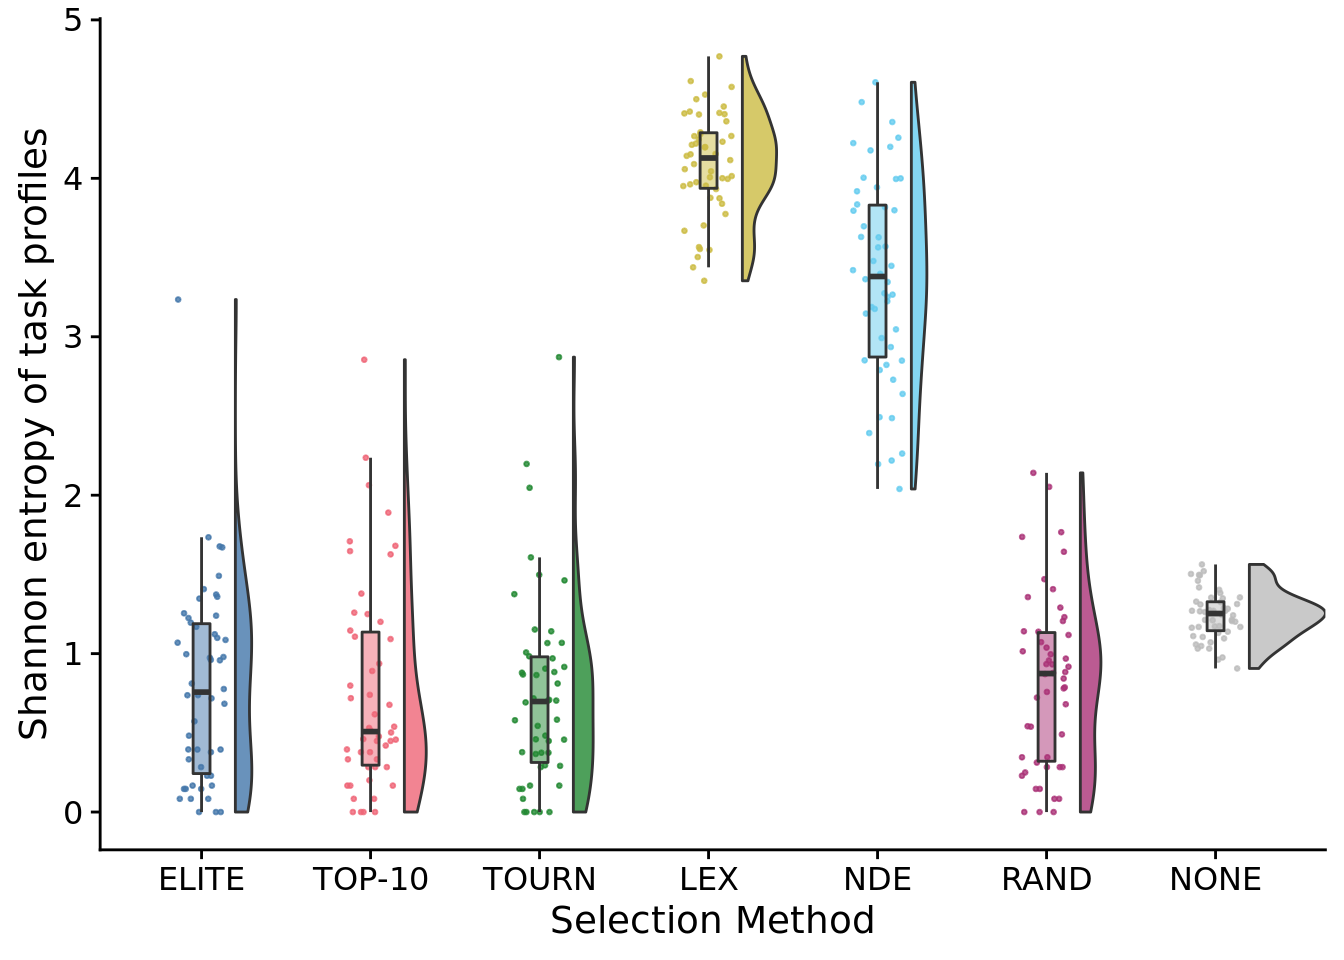 Shannon entropy of task profiles
5
4
3
2
1
0
ELITE TOP-10 TOURN LEX NDE RAND NONE
Selection Method